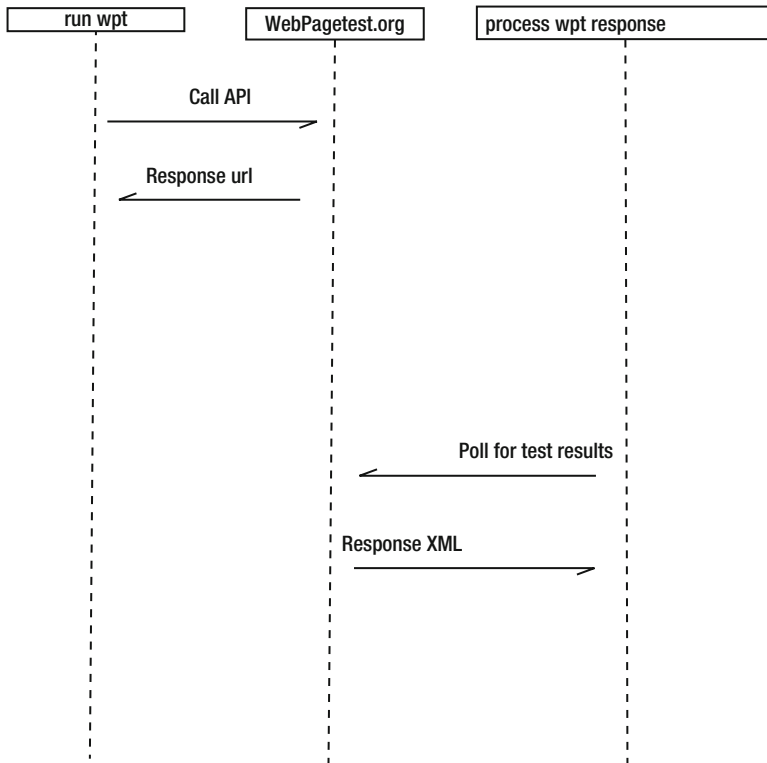 run wpt
WebPagetest.org
process wpt response
Call API
Response url
Poll for test results
Response XML